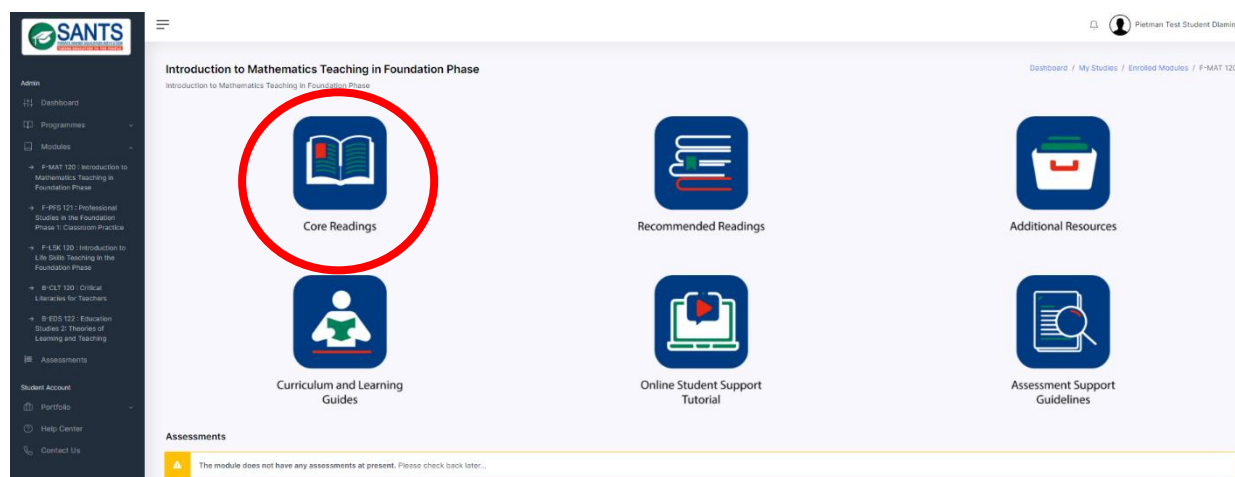 SANTS
Pietman Test Student Dlamin
Introduction to Mathematics Teaching in Foundation Phase
Introduction to Mathematics Teaching in Foundation Phase
Dashboard / My Studies / Enrolled Modules / F-MAT 120
Admin
Dashboard
Programmes
Modules
F-MAT 120 : Introduction to
Mathematics Teaching in
Foundation Phase
F-PFS 121 : Professional
Studies in the Foundation
Phase 1: Classroom Practice
F-LSK 120 : Introduction to
Life Skills Teaching in the
Foundation Phase
B-CLT 120 : Critical
Literacies for Teachers
B-EDS 122 : Education
Studies 2: Theories of
Learning and Teaching
Assessments
Student Account
Portfolio
Help Center
Contact Us
Core Readings
Recommended Readings
Additional Resources
Curriculum and Learning
Guides
Online Student Support
Tutorial
Assessment Support
Guidelines
Assessments
The module does not have any assessments at present. Please check back later...